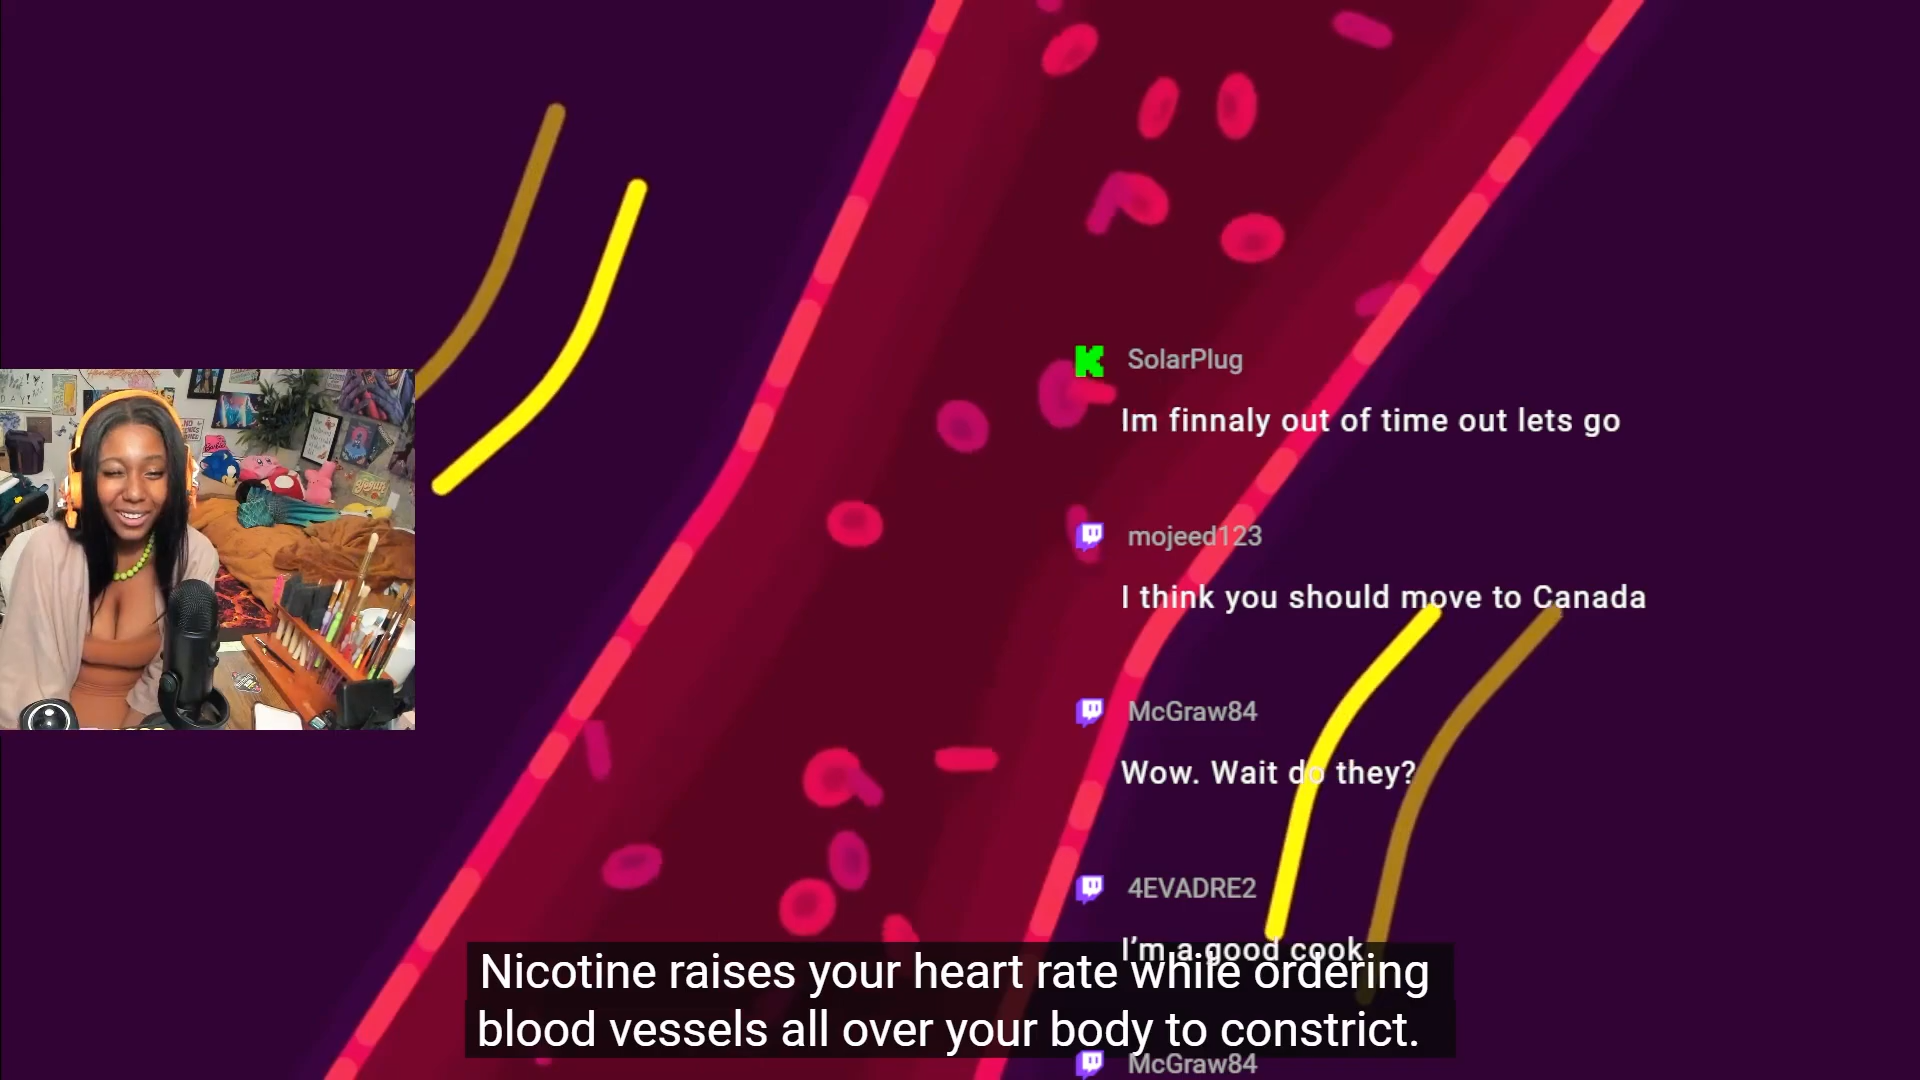 SolarPlug
Im finnaly out of time out lets go
mojeed123
I think you should move to Canada
McGraw84
Wow. Wait do they?
4EVADRE2
I'm a good cook
Nicotine raises your heart rate while ordering
blood vessels all over your body to constrict.
McGraw84